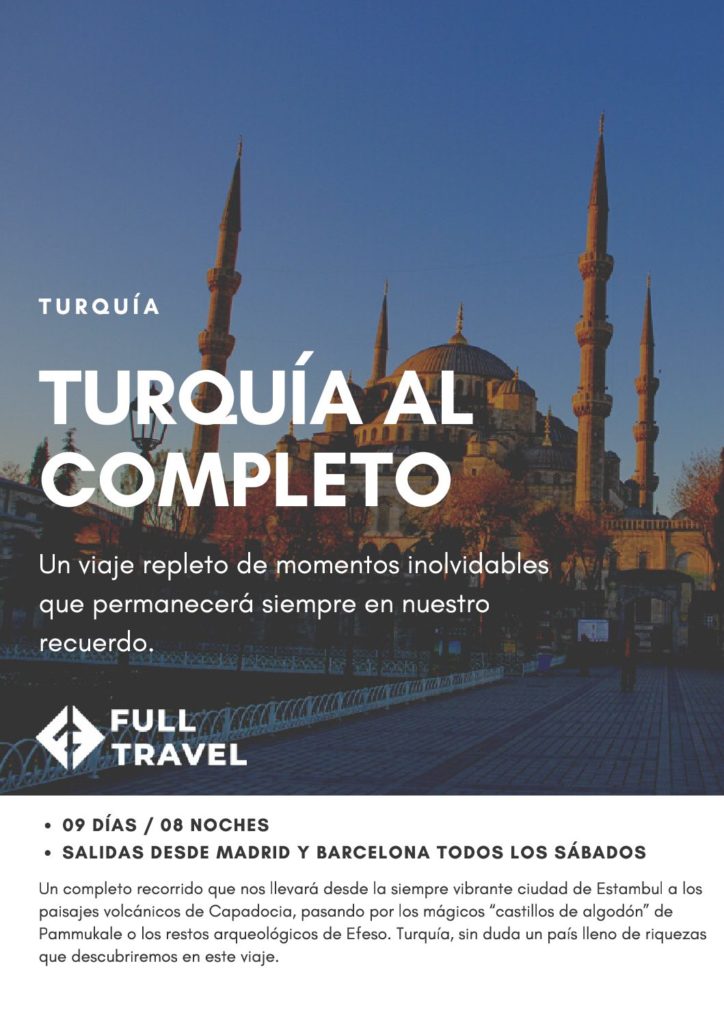 TURQUÍA
TURQUÍA AL
COMPLETO
Un viaje repleto de momentos inolvidables
que permanecerá siempre en nuestro
recuerdo.
FULL
TRAVEL
• 09 DÍAS / 08 NOCHES
• SALIDAS DESDE MADRID Y BARCELONA TODOS LOS SÁBADOS
Un completo recorrido que nos llevará desde la siempre vibrante ciudad de Estambul a los
paisajes volcánicos de Capadocia, pasando por los mágicos “castillos de algodón” de
Pammukale o los restos arqueológicos de Efeso. Turquía, sin duda un país lleno de riquezas
que descubriremos en este viaje.